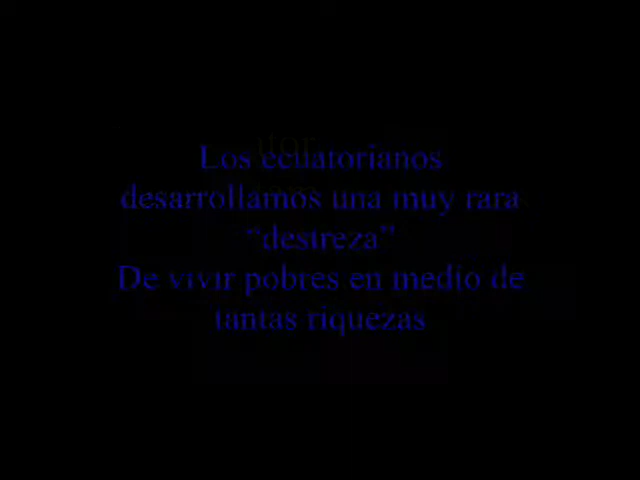 Los ecuatorianos
desarrollamos una muy rara
“destreza”
De vivir pobres en medio de
tantas riquezas